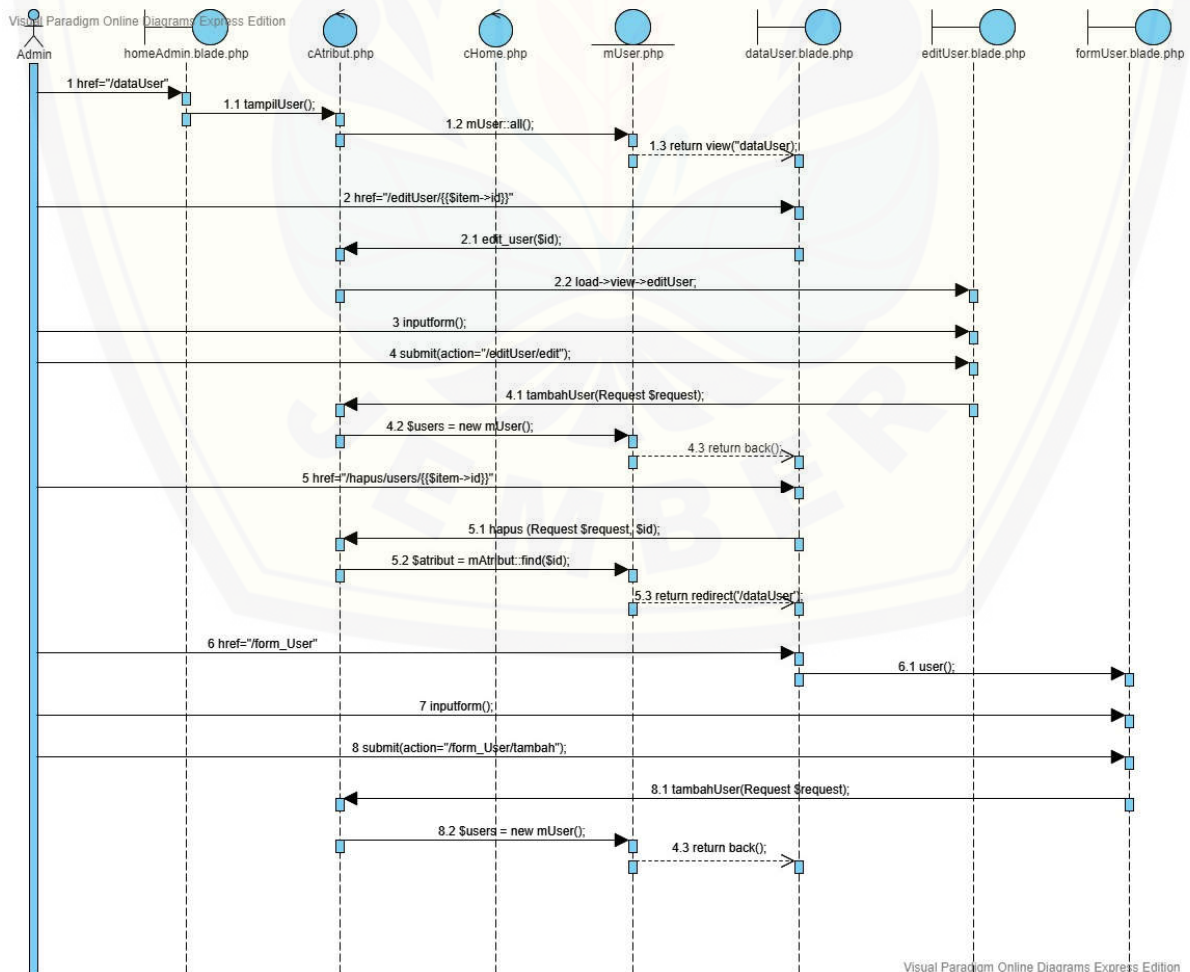 Visual Paradigm Online Diagrams Express Edition
Admin
homeAdmin.blade.php
cAtribut.php
cHome.php
mUser.php
dataUser.blade.php
editUser.blade.php
formUser.blade.php
1 href="/dataUser"
1.1 tampilUser();
1.2 mUser::all();
1.3 return view("dataUser);
2 href="/editUser/{{$item->id}}"
2.1 edit_user($id);
2.2 load->view->editUser;
3 inputform();
4 submit(action="/editUser/edit");
4.1 tambahUser(Request $request);
4.2 $users = new mUser();
4.3 return back();
5 href="/hapus/users/{{$item->id}}"
5.1 hapus (Request $request, $id);
5.2 $atribut = mAtribut::find($id);
5.3 return redirect('/dataUser');
6 href="/form_User"
6.1 user();
7 inputform();
8 submit(action="/form_User/tambah");
8.1 tambahUser(Request $request);
8.2 $users = new mUser();
4.3 return back();
JEMBER
Visual Paradigm Online Diagrams Express Edition